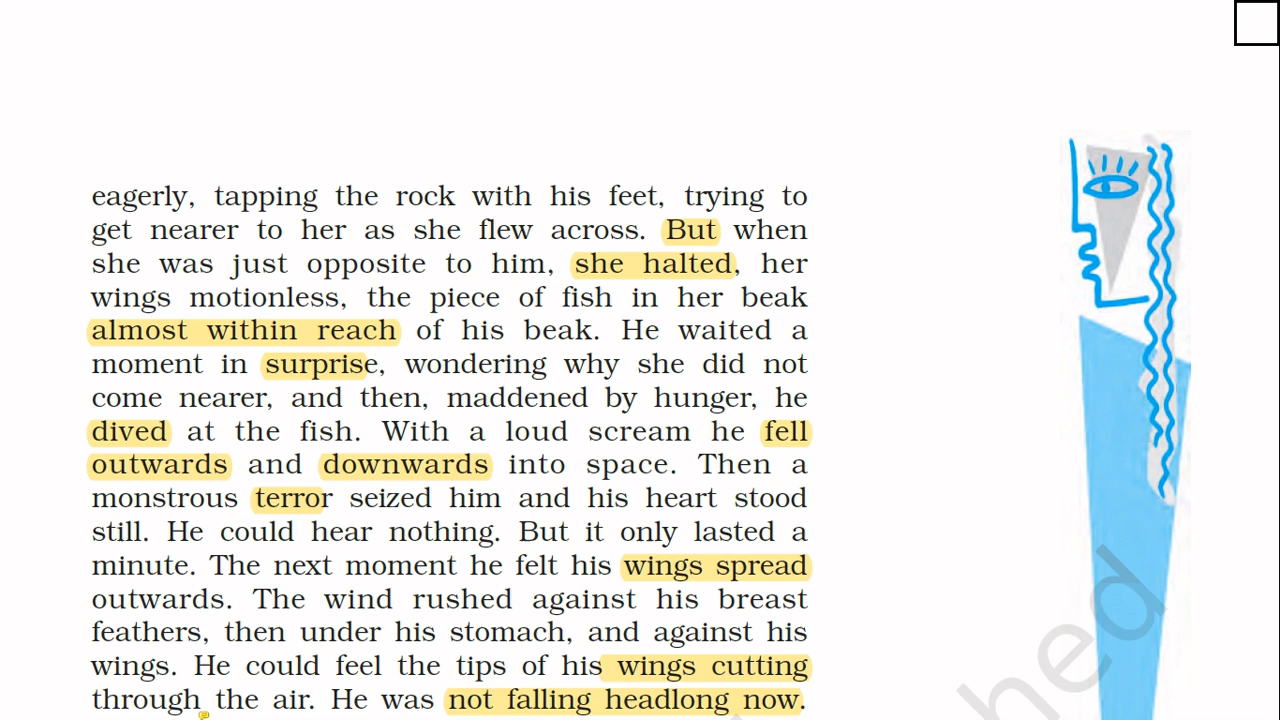 eagerly, tapping the rock with his feet, trying to
get nearer to her as she flew across. But when
she was just opposite to him, she halted, her
wings motionless, the piece of fish in her beak
almost within reach of his beak. He waited a
moment in surprise, wondering why she did not
come nearer, and then, maddened by hunger, he
dived at the fish. With a loud scream he fell
outwards and downwards into space. Then a
monstrous terror seized him and his heart stood
still. He could hear nothing. But it only lasted a
minute. The next moment he felt his wings spread
outwards. The wind rushed against his breast
feathers, then under his stomach, and against his
wings. He could feel the tips of his wings cutting
through the air. He was not falling headlong now.
hed